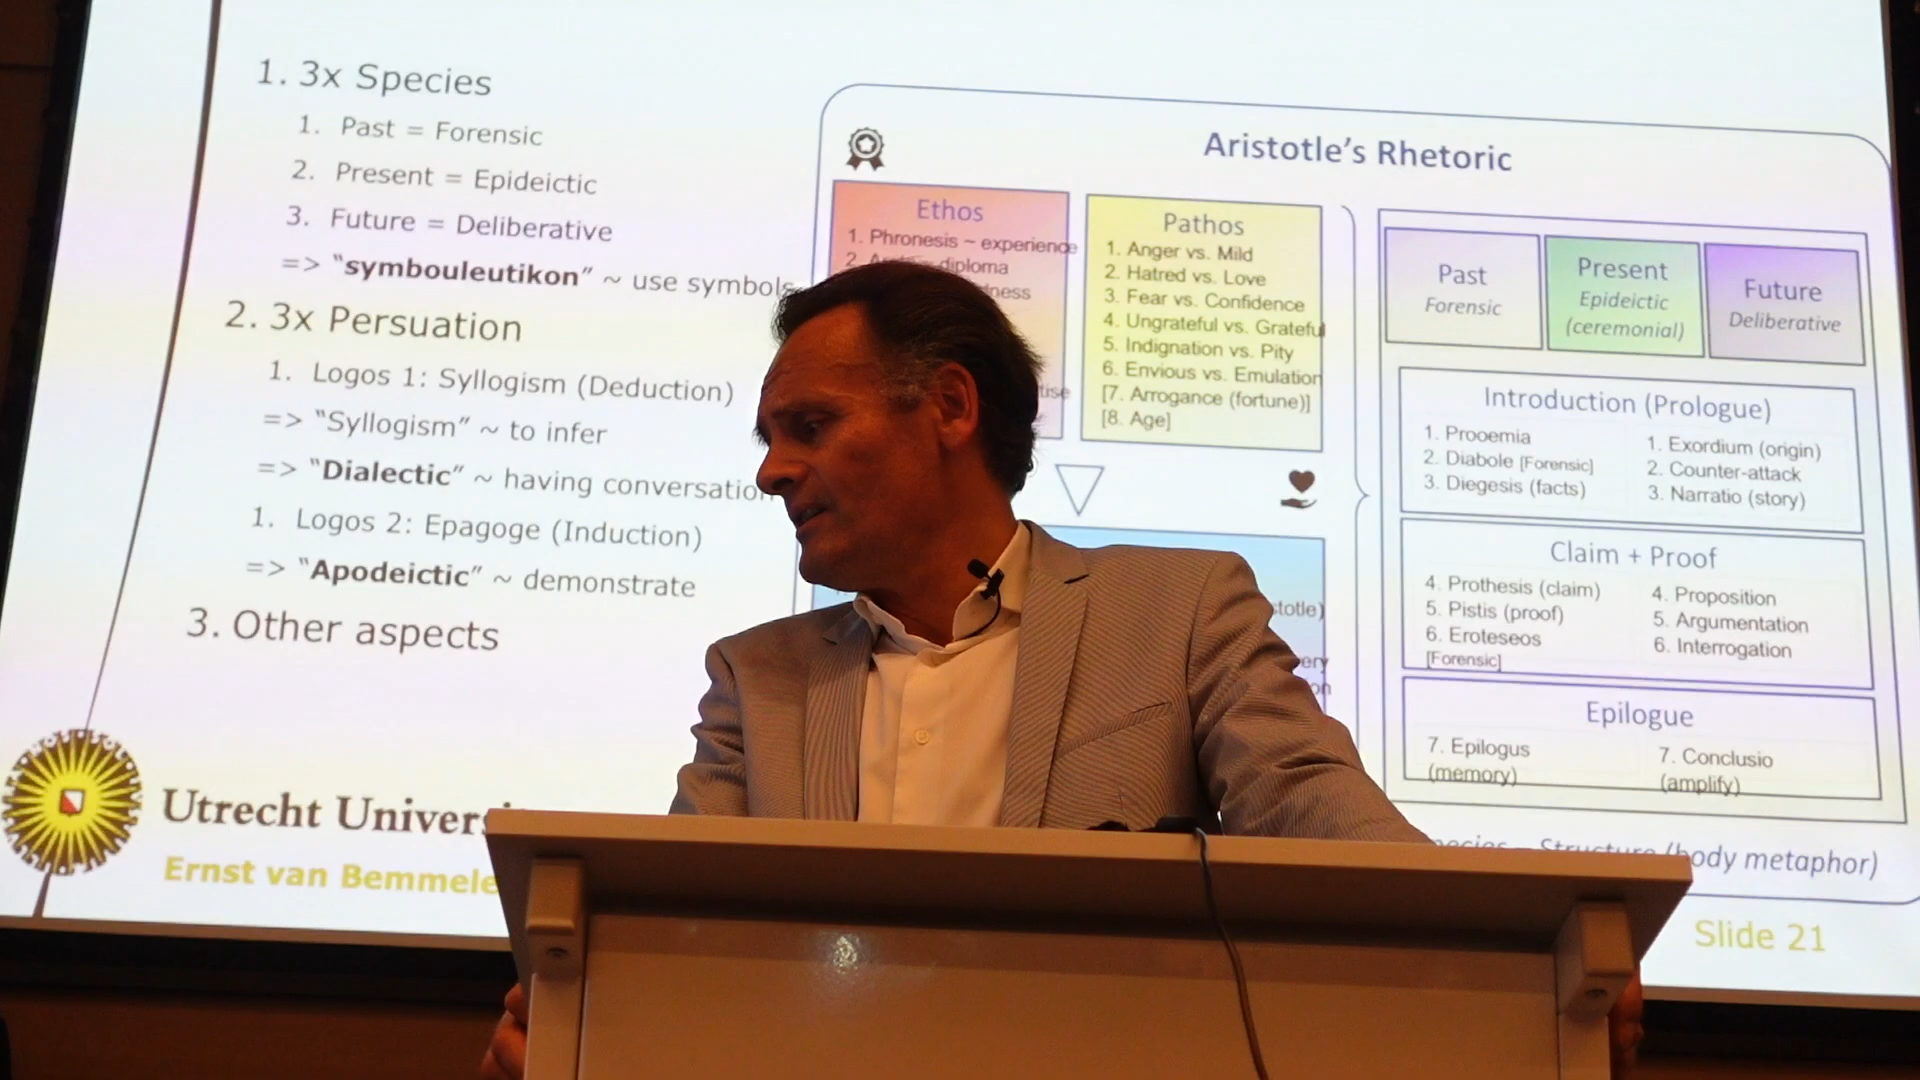 1. 3x Species
1. Past = Forensic
2. Present = Epideictic
3. Future = Deliberative
=> "symbouleutikon" ~ use symbols
2. 3x Persuation
1. Logos 1: Syllogism (Deduction)
=> "Syllogism" ~ to infer
=> "Dialectic" ~ having conversation
1. Logos 2: Epagoge (Induction)
=> "Apodeictic" ~ demonstrate
3. Other aspects
Aristotle's Rhetoric
Ethos
1. Phronesis ~ experience
2. diploma
Pathos
1. Anger vs. Mild
2. Hatred vs. Love
3. Fear vs. Confidence
4. Ungrateful vs. Grateful
5. Indignation vs. Pity
6. Envious vs. Emulation
[7. Arrogance (fortune)]
[8. Age]
Past
Forensic
Present
Epideictic
(ceremonial)
Future
Deliberative
Introduction (Prologue)
1. Prooemia
2. Diabole [Forensic]
3. Diegesis (facts)
1. Exordium (origin)
2. Counter-attack
3. Narratio (story)
Claim + Proof
4. Prothesis (claim)
5. Pistis (proof)
6. Eroteseos
[Forensic]
4. Proposition
5. Argumentation
6. Interrogation
Epilogue
7. Epilogus
(memory)
7. Conclusio
(amplify)
Structure (body metaphor)
Utrecht
Ernst van
Slide 21